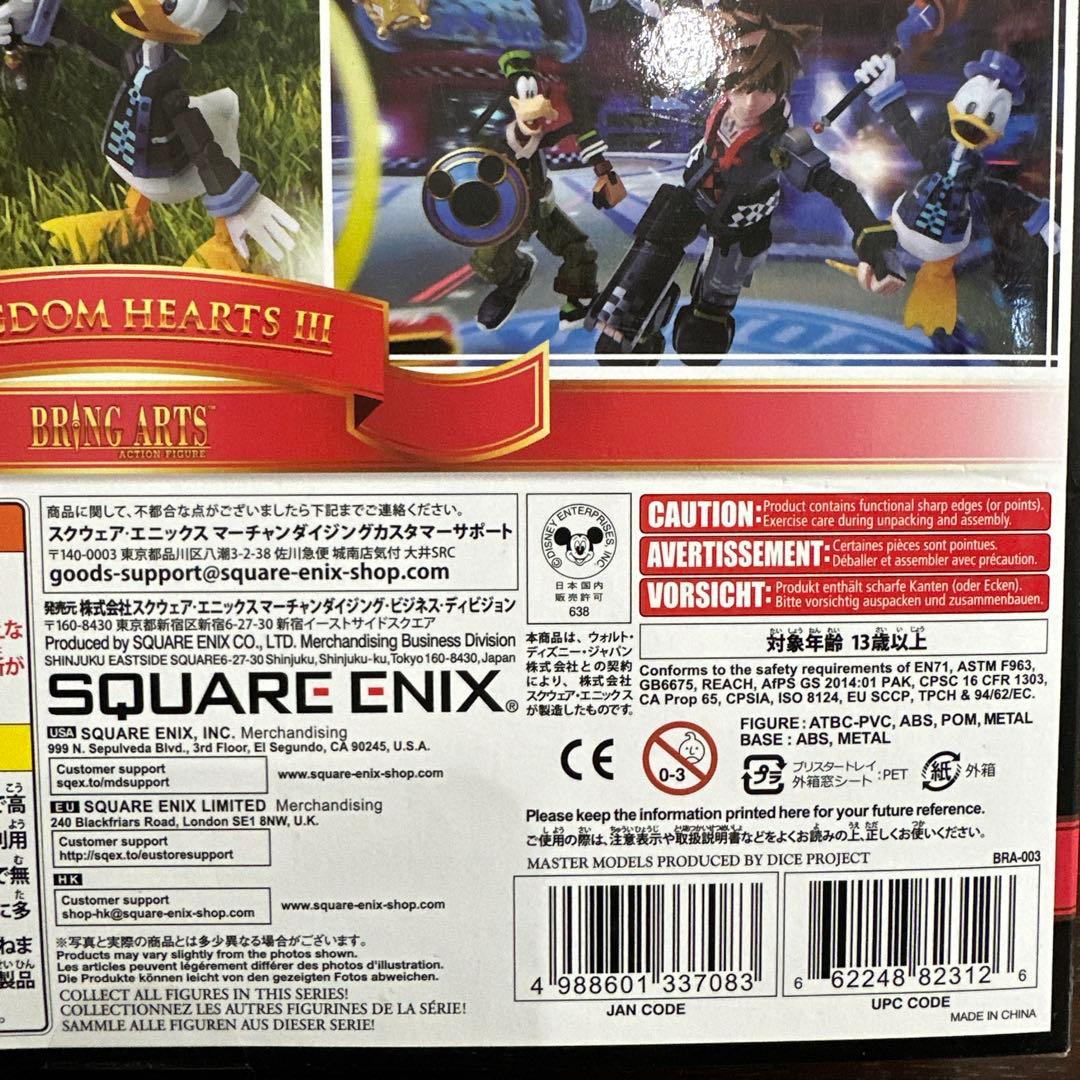 GDOM HEARTS III
BRING ARTS™
ACTION FIGURE
商品に関して、不都合な点がございましたら下記までご連絡ください。
スクウェア・エニックス マーチャンダイジングカスタマーサポート
〒140-0003 東京都品川区八潮3-2-38 佐川急便 城南店気付 大井SRC
goods-support@square-enix-shop.com
発売元 株式会社スクウェア・エニックス マーチャンダイジング・ビジネス・ディビジョン
〒160-8430 東京都新宿区新宿6-27-30 新宿イーストサイドスクエア
Produced by SQUARE ENIX CO., LTD. Merchandising Business Division
SHINJUKU EASTSIDE SQUARE6-27-30 Shinjuku, Shinjuku-ku, Tokyo 160-8430, Japan
SQUARE ENIX®
USA SQUARE ENIX, INC. Merchandising
999 N. Sepulveda Blvd., 3rd Floor, El Segundo, CA 90245, U.S.A.
Customer support
sqex.to/mdsupport
www.square-enix-shop.com
EU SQUARE ENIX LIMITED Merchandising
240 Blackfriars Road, London SE1 8NW, U.K.
Customer support
http://sqex.to/eustoresupport
HK
Customer support
shop-hk@square-enix-shop.com
www.square-enix-shop.com
※写真と実際の商品とは多少異なる場合がございます。
Products may vary slightly from the photos shown.
Les articles peuvent légérement différer des photos d'illustration.
Die Produkte können leicht von den gezeigten Fotos abweichen.
COLLECT ALL FIGURES IN THIS SERIES!
COLLECTIONNEZ LES AUTRES FIGURINES DE LA SÉRIE!
SAMMLE ALLE FIGUREN AUS DIESER SERIE!
©DISNEY ENTERPRISES, INC.
日本国内
販売許可
638
本商品は、ウォルト・
ディズニー・ジャパン
株式会社との契約
により、株式会社
スクウェア・エニックス
が製造したものです。
CAUTION: Product contains functional sharp edges (or points).
Exercise care during unpacking and assembly.
AVERTISSEMENT: Certaines pièces sont pointues.
Déballer et assembler avec précaution.
VORSICHT: Produkt enthält scharfe Kanten (oder Ecken).
Bitte vorsichtig auspacken und zusammenbauen.
対象年齢 13歳以上
Conforms to the safety requirements of EN71, ASTM F963,
GB6675, REACH, AfPS GS 2014:01 PAK, CPSC 16 CFR 1303,
CA Prop 65, CPSIA, ISO 8124, EU SCCP, TPCH & 94/62/EC.
CE
0-3
FIGURE : ATBC-PVC, ABS, POM, METAL
BASE : ABS, METAL
プラ
ブリスタートレイ
外箱窓シート :PET
紙 外箱
Please keep the information printed here for your future reference.
ご使用の際は、注意表示や取扱説明書などをよくお読みの上、正しくお使いください。
MASTER MODELS PRODUCED BY DICE PROJECT
BRA-003
4 988601 337083
JAN CODE
6 62248 82312 6
UPC CODE
MADE IN CHINA